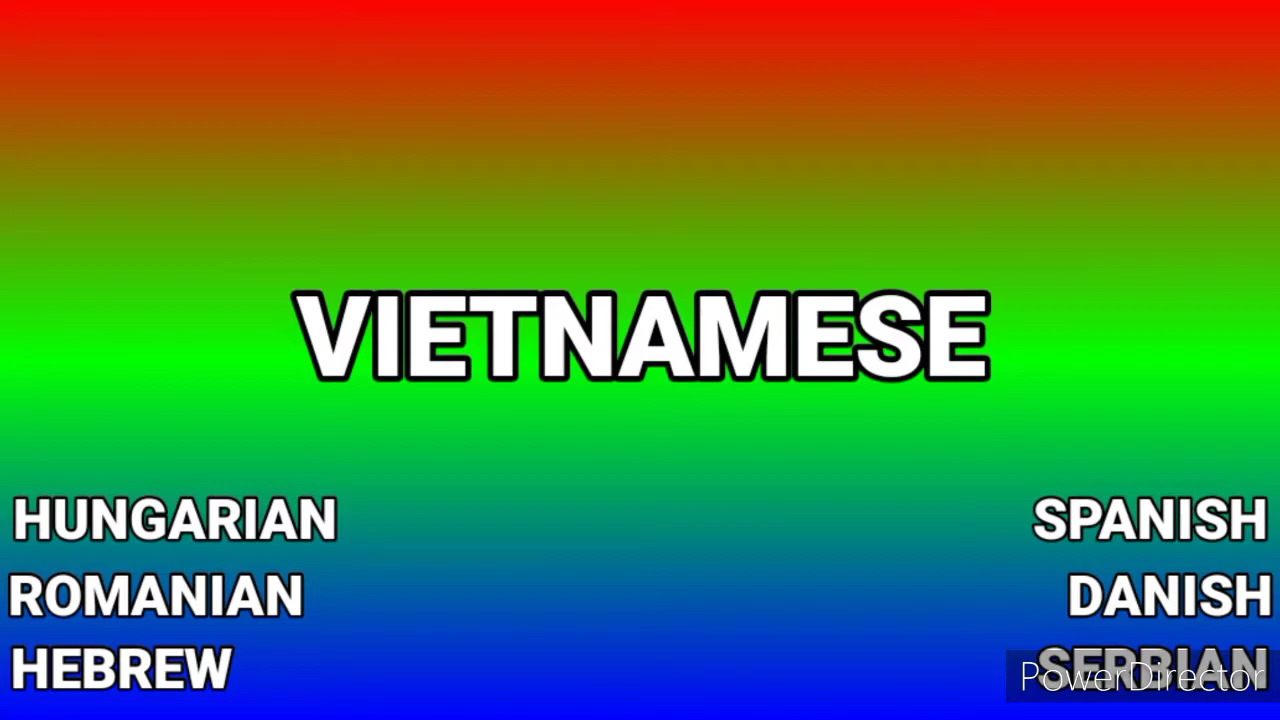 VIETNAMESE
HUNGARIAN
SPANISH
ROMANIAN
DANISH
HEBREW
SERBIAN
PowerDirector